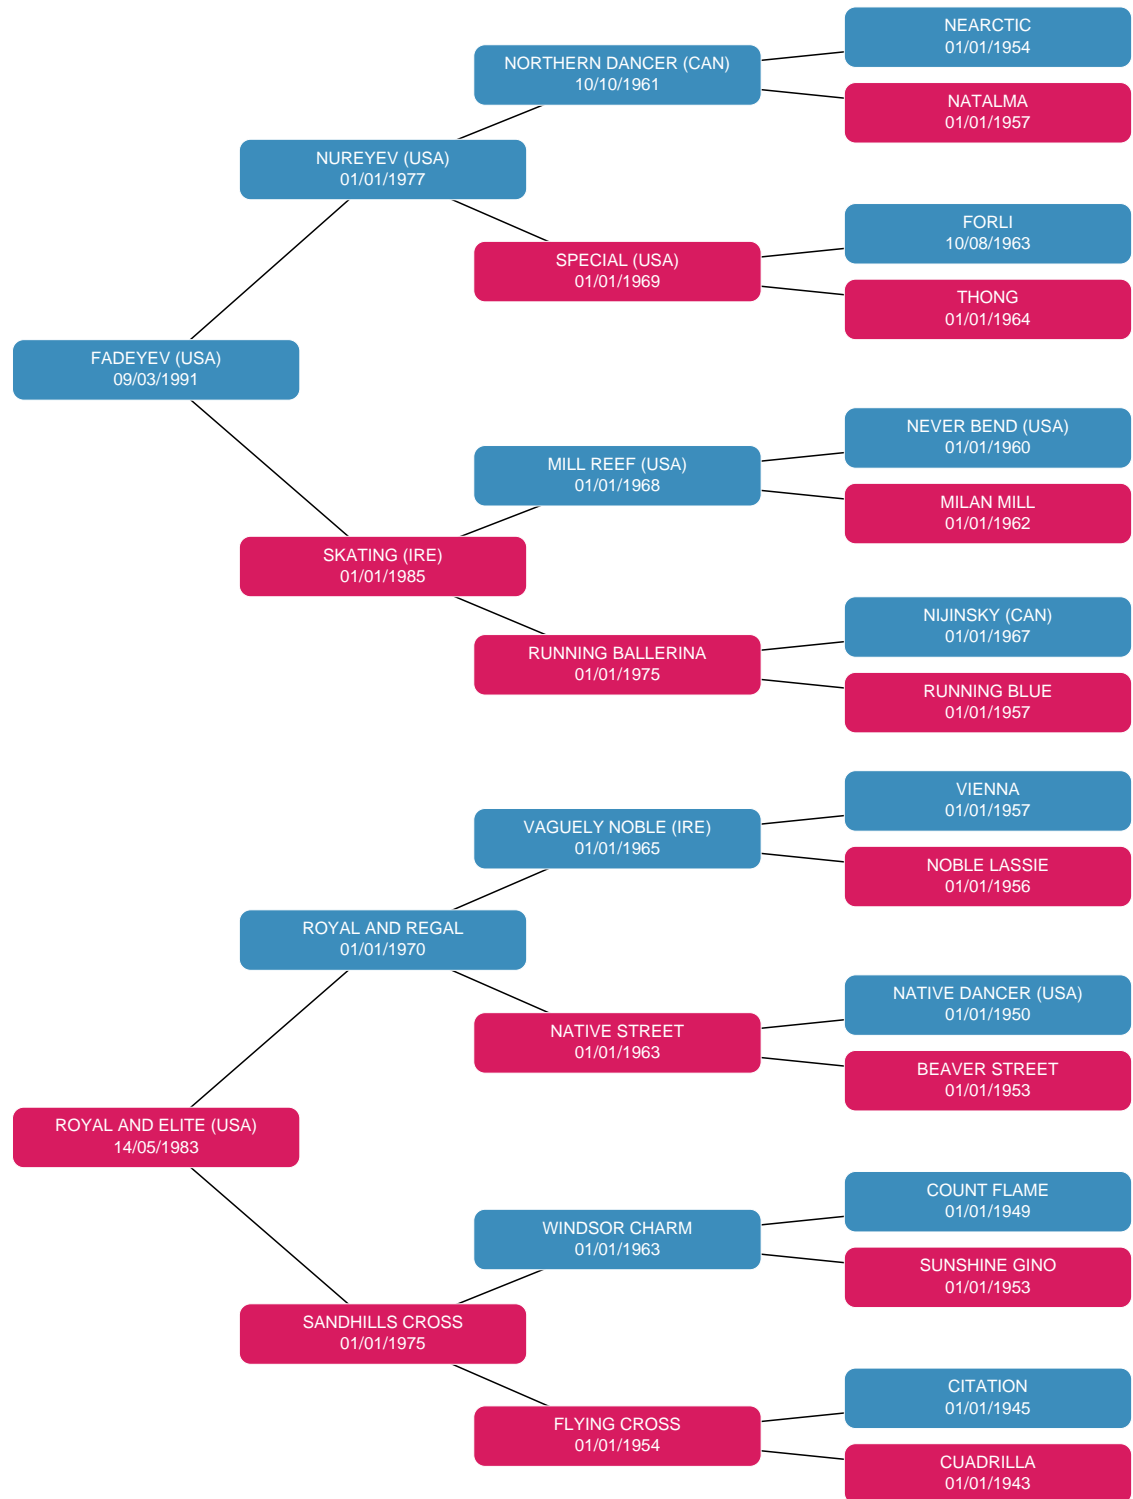 NEARCTIC
01/01/1954
NORTHERN DANCER (CAN)
10/10/1961
NATALMA
01/01/1957
NUREYEV (USA)
01/01/1977
FORLI
10/08/1963
SPECIAL (USA)
01/01/1969
THONG
01/01/1964
FADEYEV (USA)
09/03/1991
NEVER BEND (USA)
01/01/1960
MILL REEF (USA)
01/01/1968
MILAN MILL
01/01/1962
SKATING (IRE)
01/01/1985
NIJINSKY (CAN)
01/01/1967
RUNNING BALLERINA
01/01/1975
RUNNING BLUE
01/01/1957
VIENNA
01/01/1957
VAGUELY NOBLE (IRE)
01/01/1965
NOBLE LASSIE
01/01/1956
ROYAL AND REGAL
01/01/1970
NATIVE DANCER (USA)
01/01/1950
NATIVE STREET
01/01/1963
BEAVER STREET
01/01/1953
ROYAL AND ELITE (USA)
14/05/1983
COUNT FLAME
01/01/1949
WINDSOR CHARM
01/01/1963
SUNSHINE GINO
01/01/1953
SANDHILLS CROSS
01/01/1975
CITATION
01/01/1945
FLYING CROSS
01/01/1954
CUADRILLA
01/01/1943